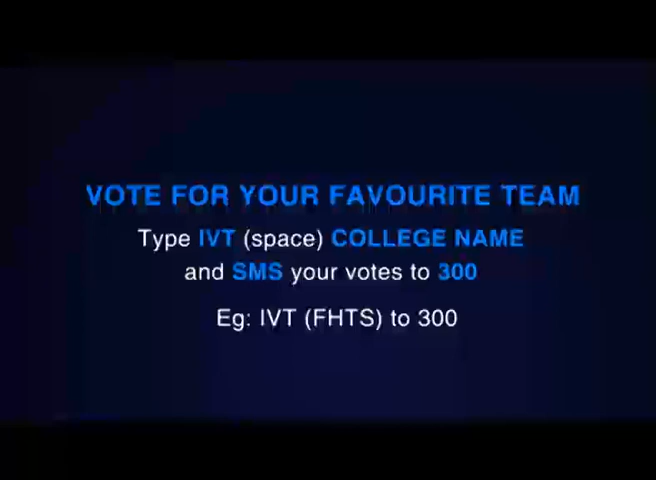 VOTE FOR YOUR FAVOURITE TEAM
Type IVT (space) COLLEGE NAME
and SMS your votes to 300
Eg: IVT (FHTS) to 300